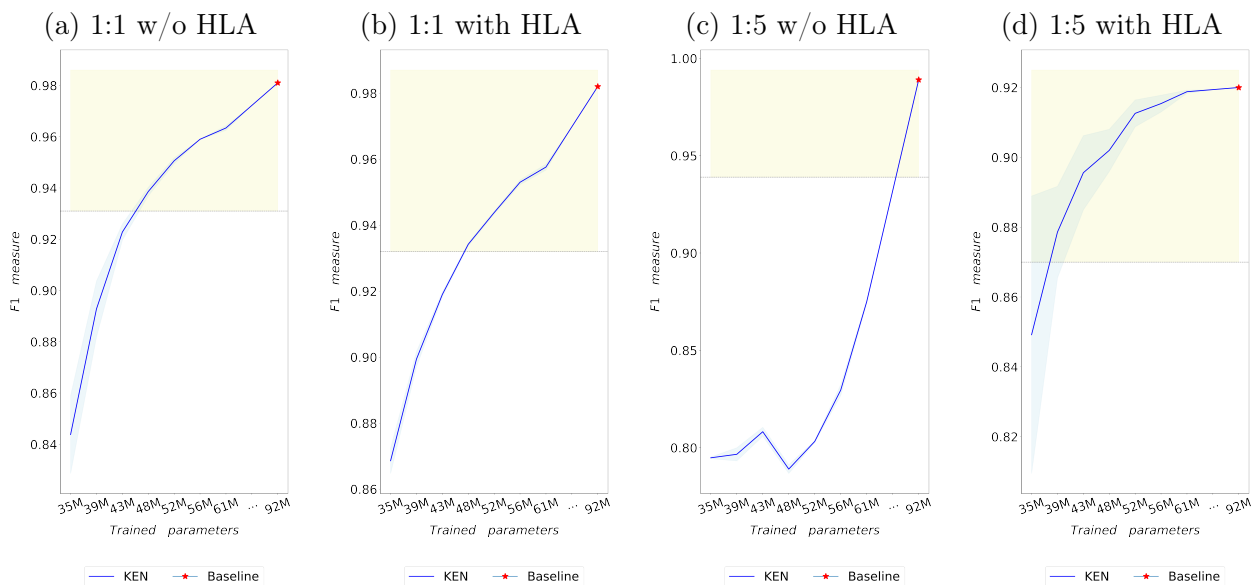 (a) 1:1 w/o HLA
0.98
0.96
0.94
0.92
0.90
0.88
0.86
0.84
F1 measure
35M 39M 43M 48M 52M 56M 61M ... 92M
Trained parameters
KEN Baseline
(b) 1:1 with HLA
0.98
0.96
0.94
0.92
0.90
0.88
0.86
F1 measure
35M 39M 43M 48M 52M 56M 61M ... 92M
Trained parameters
KEN Baseline
(c) 1:5 w/o HLA
1.00
0.95
0.90
0.85
0.80
F1 measure
35M 39M 43M 48M 52M 56M 61M ... 92M
Trained parameters
KEN Baseline
(d) 1:5 with HLA
0.92
0.90
0.88
0.86
0.84
0.82
F1 measure
35M 39M 43M 48M 52M 56M 61M ... 92M
Trained parameters
KEN Baseline